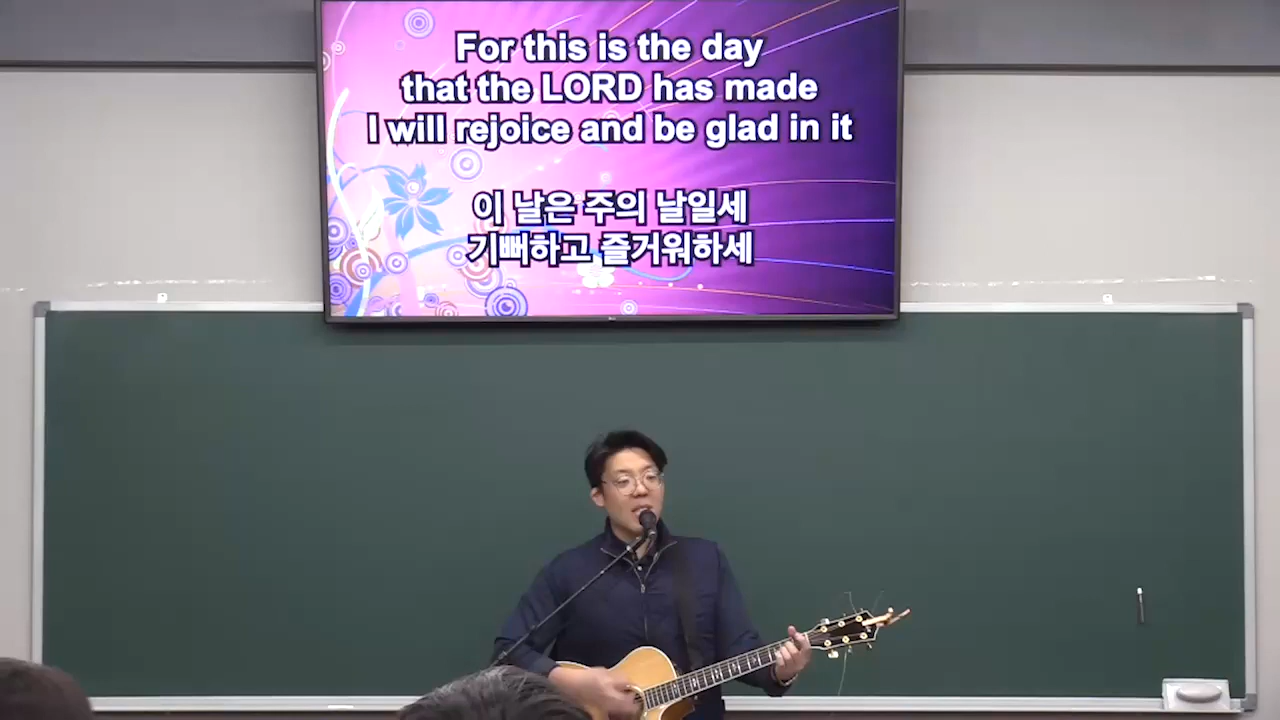 For this is the day
that the LORD has made
I will rejoice and be glad in it
이 날은 주의 날일세
기뻐하고 즐거워하세